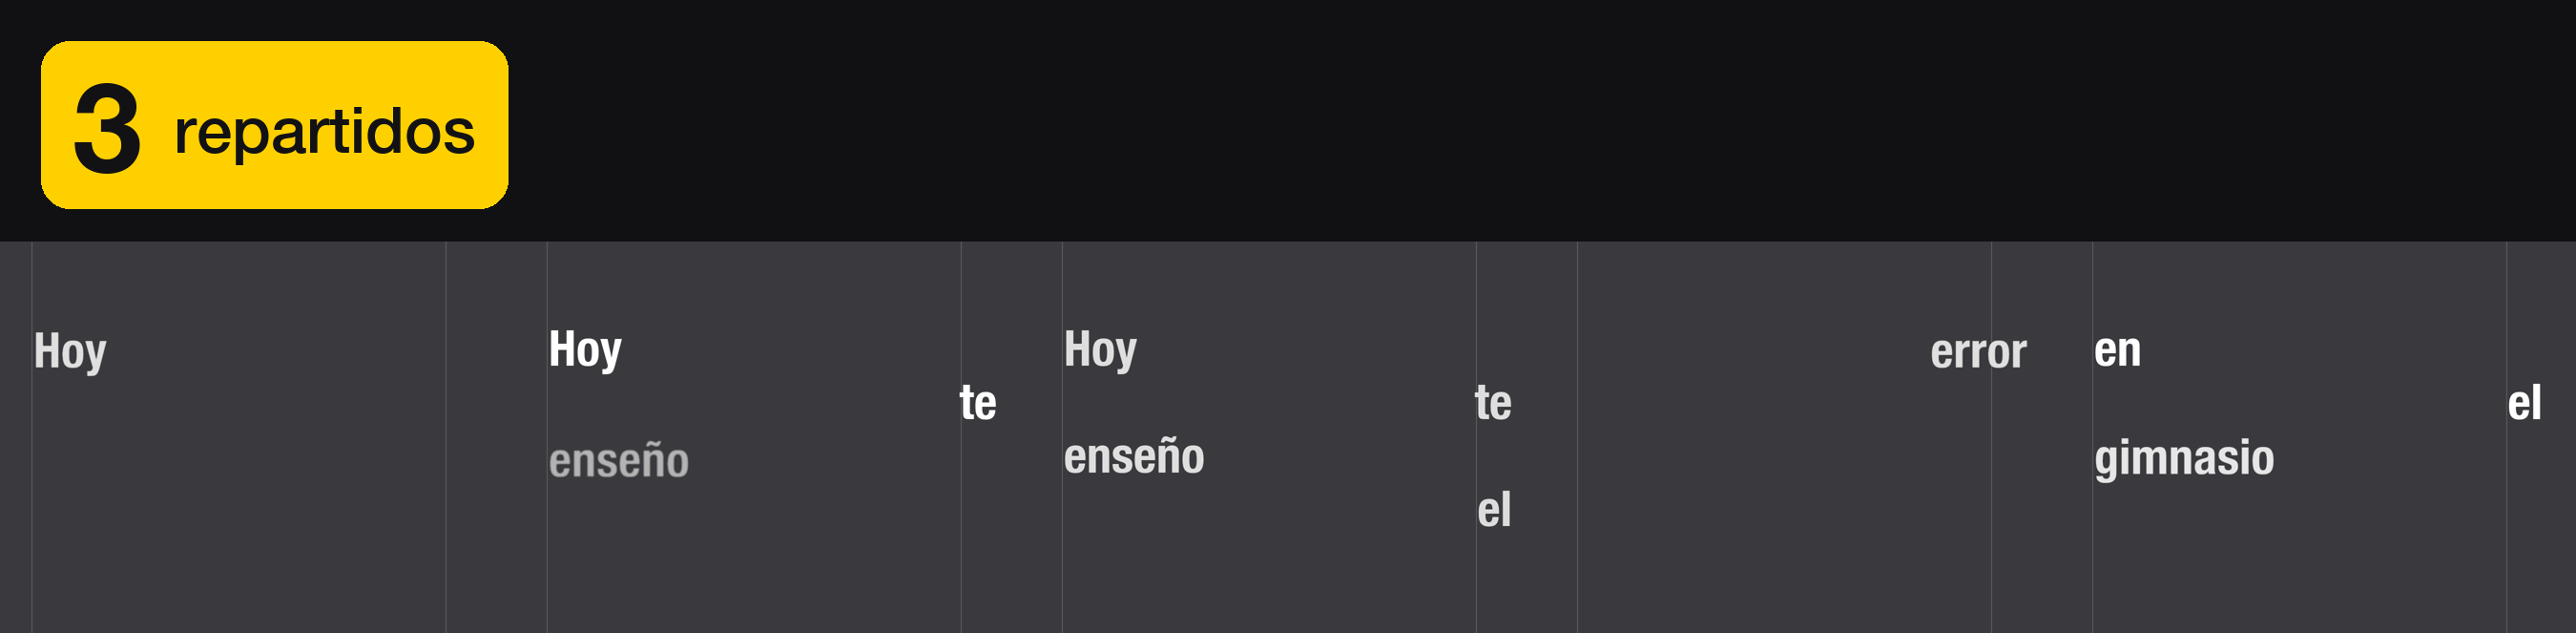 3 repartidos
Hoy
Hoy
te
enseño
Hoy
te
enseño
el
error
en
el
gimnasio